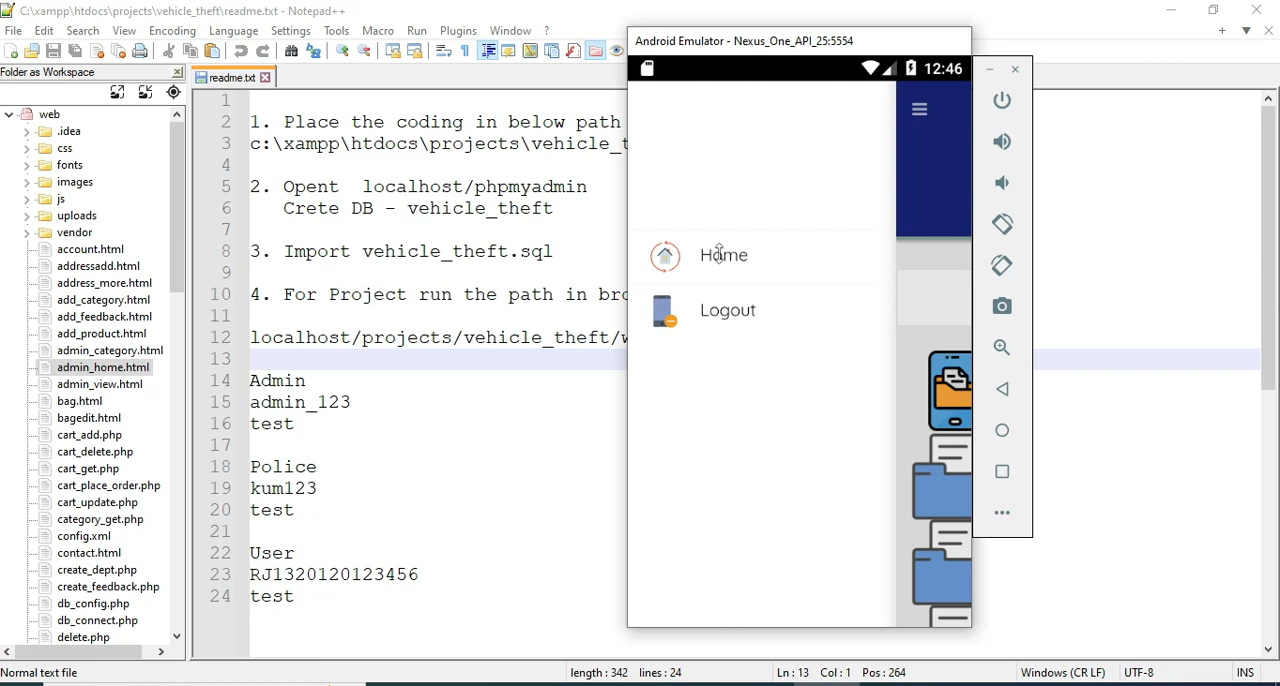 C:\xampp\htdocs\projects\vehicle_theft\readme.txt - Notepad++
File Edit Search View Encoding Language Settings Tools Macro Run Plugins Window ?
Folder as Workspace
readme.txt
web
.idea
css
fonts
images
js
uploads
vendor
account.html
addressadd.html
address_more.html
add_category.html
add_feedback.html
add_product.html
admin_category.html
admin_home.html
admin_view.html
bag.html
bagedit.html
cart_add.php
cart_delete.php
cart_get.php
cart_place_order.php
cart_update.php
category_get.php
config.xml
contact.html
create_dept.php
create_feedback.php
db_config.php
db_connect.php
delete.php
1
2 1. Place the coding in below path
3 c:\xampp\htdocs\projects\vehicle_t
4
5 2. Opent localhost/phpmyadmin
6 Crete DB - vehicle_theft
7
8 3. Import vehicle_theft.sql
9
10 4. For Project run the path in bro
11
12 localhost/projects/vehicle_theft/w
13
14 Admin
15 admin_123
16 test
17
18 Police
19 kum123
20 test
21
22 User
23 RJ1320120123456
24 test
Android Emulator - Nexus_One_API_25:5554
12:46
Home
Logout
Normal text file length : 342 lines : 24 Ln : 13 Col : 1 Pos : 264 Windows (CR LF) UTF-8 INS